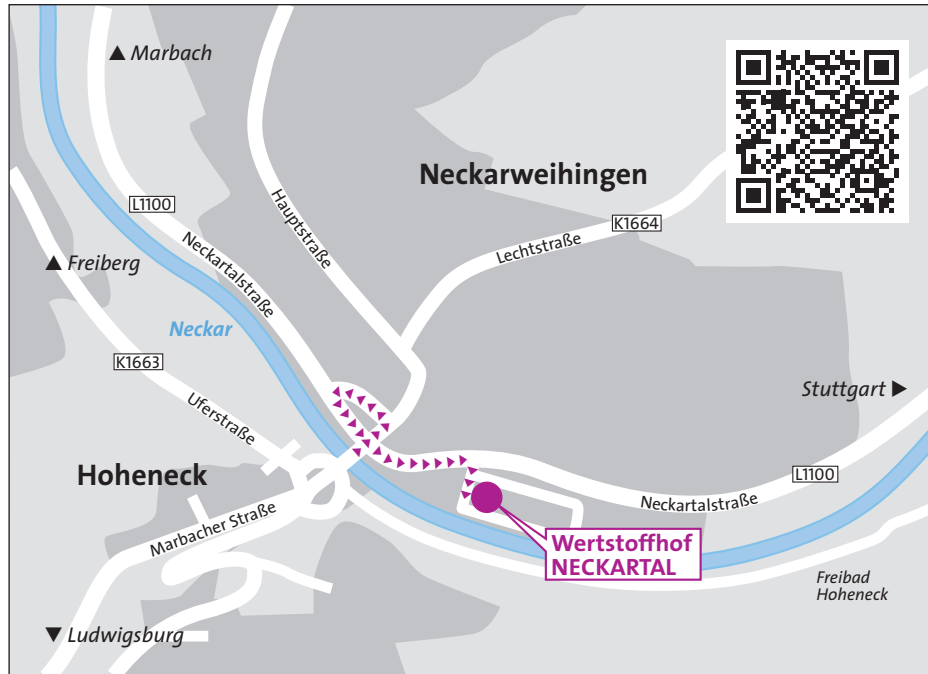 ▲ Marbach
Neckarweihingen
L1100
Hauptstraße
K1664
Lechtstraße
Neckartalstraße
▲ Freiberg
Neckar
K1663
Stuttgart ▶
Uferstraße
Hoheneck
L1100
Neckartalstraße
Marbacher Straße
Wertstoffhof
NECKARTAL
Freibad
Hoheneck
▼ Ludwigsburg